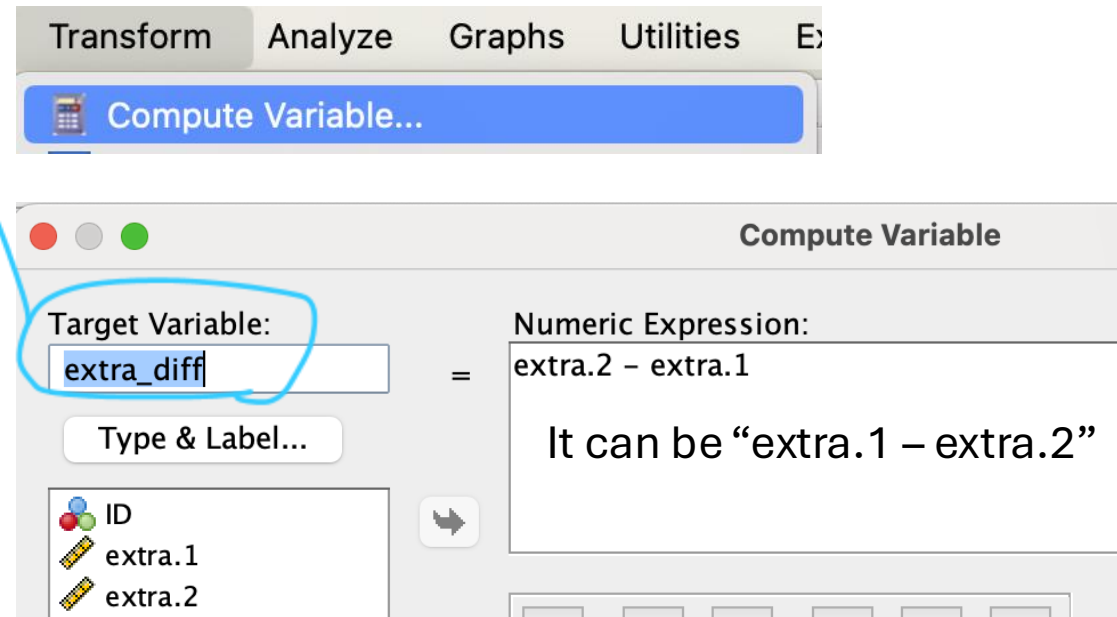 Transform Analyze Graphs Utilities
Compute Variable...
Compute Variable
Target Variable:
Numeric Expression:
extra_diff
=
extra.2 – extra.1
Type & Label...
It can be “extra.1 – extra.2”
ID
extra.1
extra.2